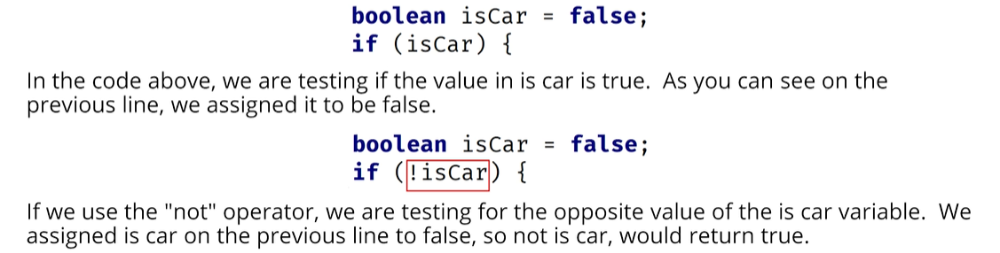 boolean isCar = false;
if (isCar) {
In the code above, we are testing if the value in is car is true.  As you can see on the
previous line, we assigned it to be false.
boolean isCar = false;
if (!isCar) {
If we use the "not" operator, we are testing for the opposite value of the is car variable.  We
assigned is car on the previous line to false, so not is car, would return true.